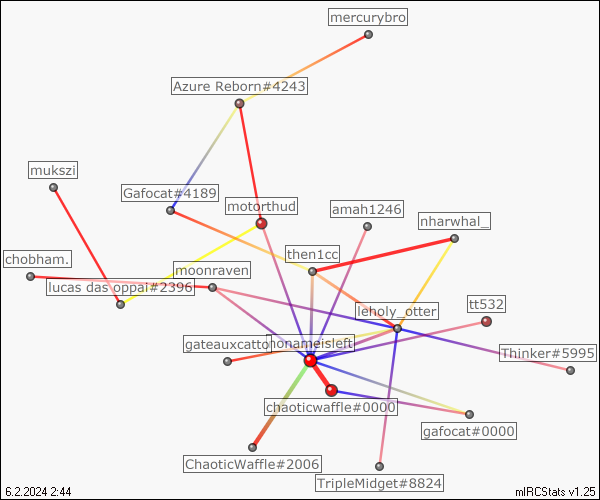 mercurybro
Azure Reborn#4243
mukszi
Gafocat#4189
motorthud
amah1246
nharwhal_
chobham.
then1cc
moonraven
lucas das oppai#2396
leholy_otter
tt532
gateauxcatto
nonameisleft
Thinker#5995
chaoticwaffle#0000
gafocat#0000
ChaoticWaffle#2006
TripleMidget#8824
6.2.2024 2:44
mIRCStats v1.25